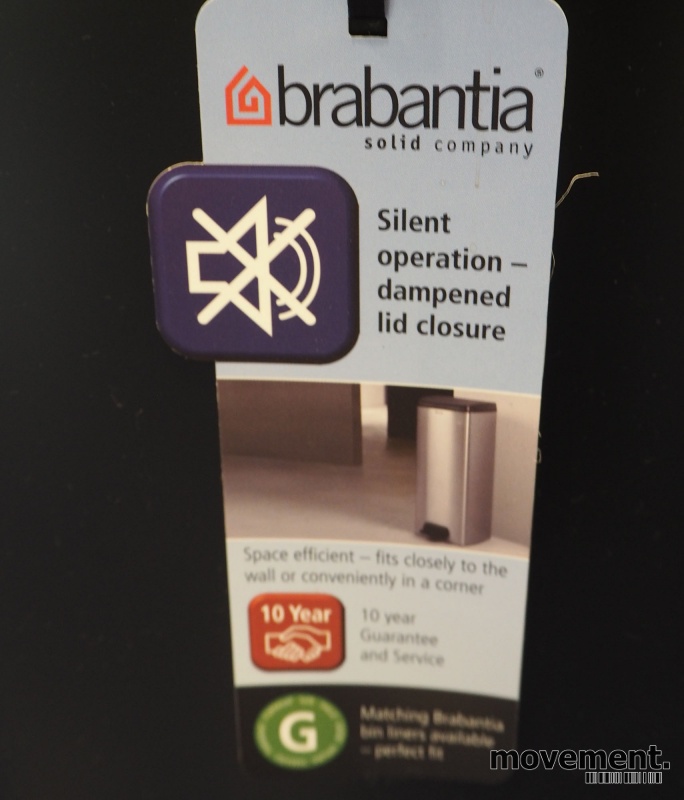 brabantia®
solid company
Silent
operation –
dampened
lid closure
Space efficient – fits closely to the
wall or conveniently in a corner
10 Year
10 year
Guarantee
and Service
G
Matching Brabantia
bin liners available
– perfect fit
movement.